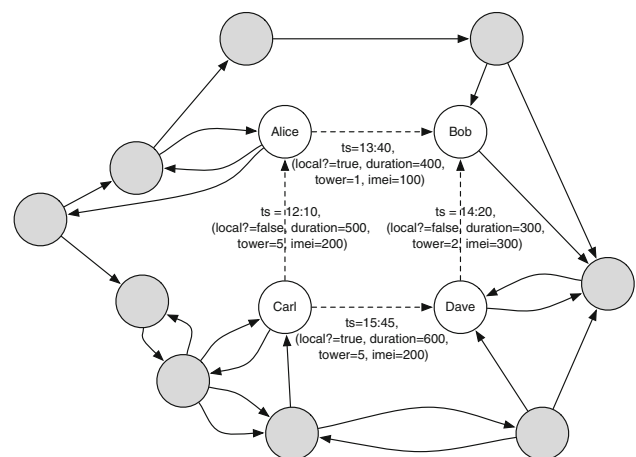 Alice
Bob
ts=13:40,
(local?=true, duration=400,
tower=1, imei=100)
ts = 12:10,
(local?=false, duration=500,
tower=5, imei=200)
ts = 14:20,
(local?=false, duration=300,
tower=2, imei=300)
Carl
Dave
ts=15:45,
(local?=true, duration=600,
tower=5, imei=200)